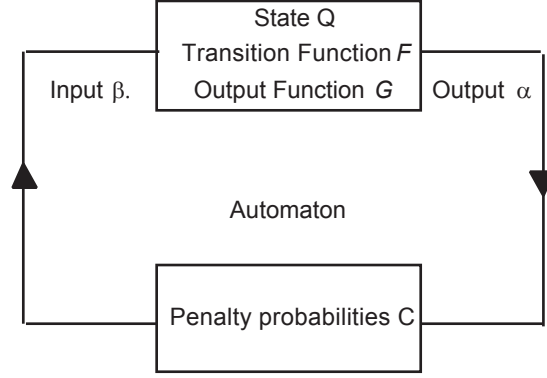 State Q
Transition Function F
Input β. Output Function G Output α
Automaton
Penalty probabilities C